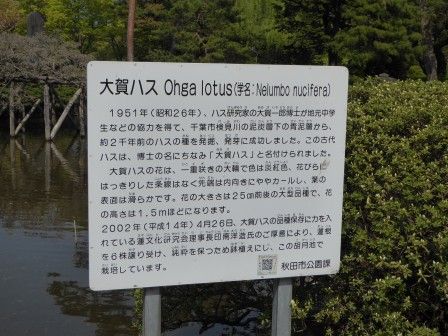 大賀ハス Ohga lotus(学名:Nelumbo nucifera)
1951年(昭和26年)、ハス研究家の大賀一郎博士が地元中学
生などの協力を得て、千葉市検見川の泥炭層下の青泥層から、
約2千年前のハスの種を発掘、発芽に成功しました。この古代
ハスは、博士の名にちなみ「大賀ハス」と名付けられました。
大賀ハスの花は、一重咲きの大輪で色は淡紅色、花びらに
はっきりした条線はなく先端は内向きにややカールし、葉の
表面は滑らかです。花の大きさは25cm前後の大型品種で、花
の高さは1.5mほどになります。
2002年(平成14年)4月26日、大賀ハスの品種保存に力を入
れている蓮文化研究会理事長印南洋造氏のご厚意により、蓮根
を6株譲り受け、純粋を保つため鉢植えにし、この胡月池で
栽培しています。
秋田市公園課